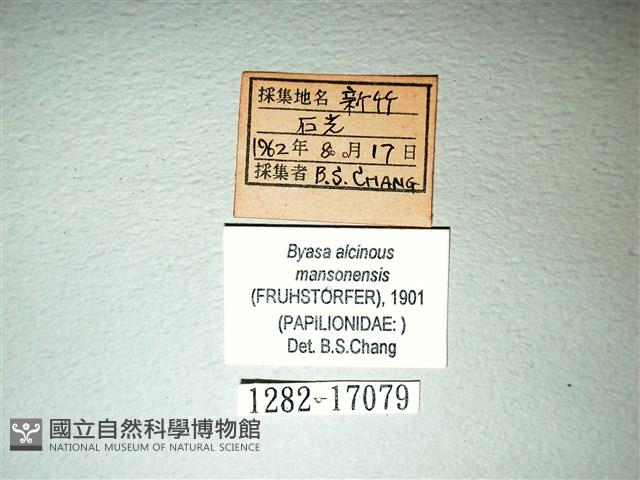 採集地名 新竹
石光
1962年 8月17日
採集者 B.S. CHANG
Byasa alcinous
mansonensis
(FRUHSTORFER), 1901
(PAPILIONIDAE: )
Det. B.S.Chang
1282-17079
國立自然科學博物館
NATIONAL MUSEUM OF NATURAL SCIENCE